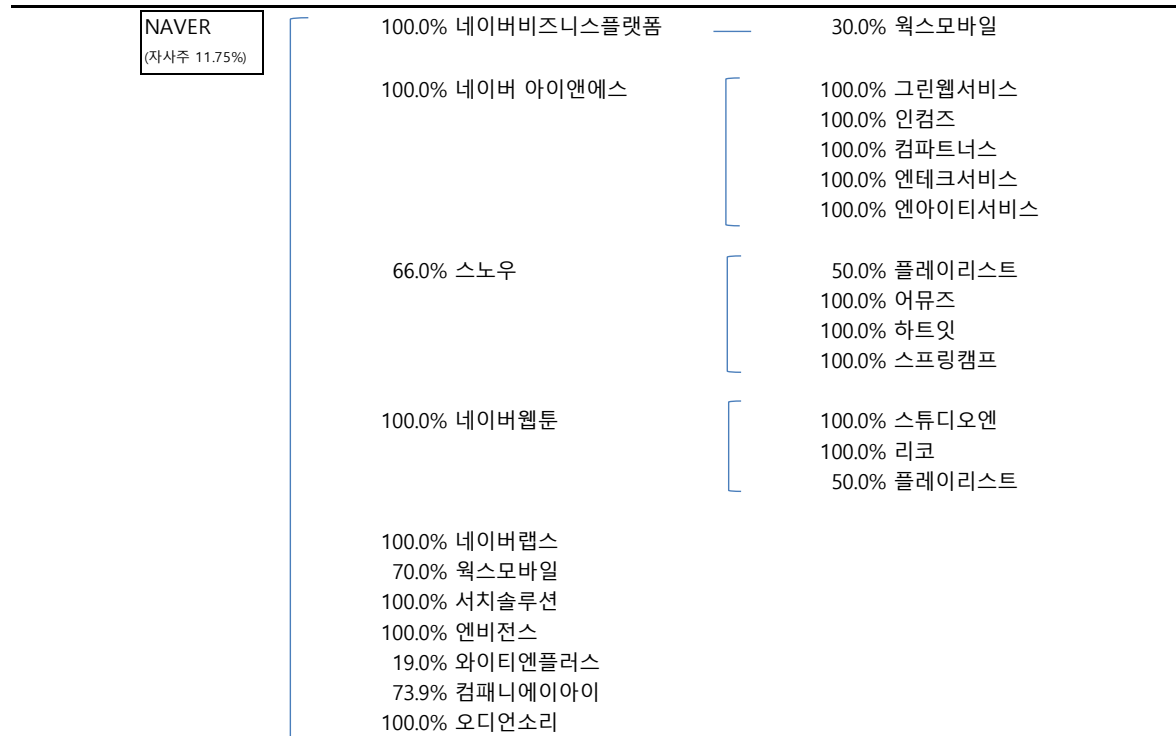 NAVER 100.0% 네이버비즈니스플랫폼 30.0% 웍스모바일
(자사주 11.75%)
100.0% 네이버 아이앤에스 100.0% 그린웹서비스
100.0% 인컴즈
100.0% 컴파트너스
100.0% 엔테크서비스
100.0% 엔아이티서비스
66.0% 스노우 50.0% 플레이리스트
100.0% 어뮤즈
100.0% 하트잇
100.0% 스프링캠프
100.0% 네이버웹툰 100.0% 스튜디오엔
100.0% 리코
50.0% 플레이리스트
100.0% 네이버랩스
70.0% 웍스모바일
100.0% 서치솔루션
100.0% 엔비전스
19.0% 와이티엔플러스
73.9% 컴패니에이아이
100.0% 오디언소리